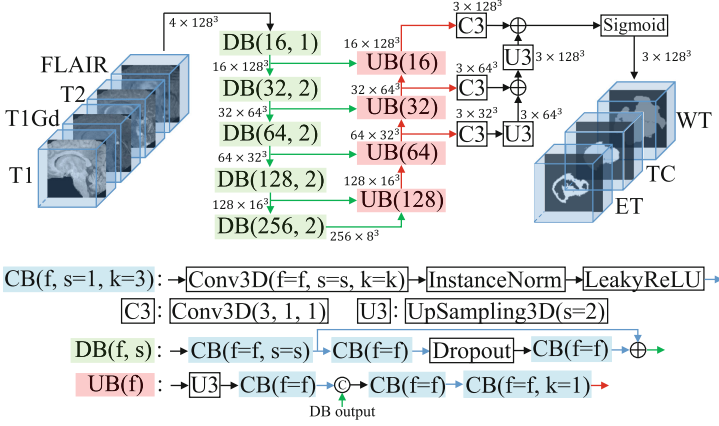 4 × 128³
FLAIR
T2
T1Gd
T1
DB(16, 1)
16 × 128³
DB(32, 2)
32 × 64³
DB(64, 2)
64 × 32³
DB(128, 2)
128 × 16³
DB(256, 2)
256 × 8³
16 × 128³
UB(16)
32 × 64³
UB(32)
64 × 32³
UB(64)
128 × 16³
UB(128)
3 × 128³
C3
U3
3 × 128³
3 × 64³
C3
3 × 32³
C3
U3
3 × 64³
Sigmoid
3 × 128³
WT
TC
ET
CB(f, s=1, k=3) : Conv3D(f=f, s=s, k=k) InstanceNorm LeakyReLU
C3 : Conv3D(3, 1, 1) U3 : UpSampling3D(s=2)
DB(f, s) : CB(f=f, s=s) CB(f=f) Dropout CB(f=f)
UB(f) : U3 CB(f=f) © CB(f=f) CB(f=f, k=1)
DB output